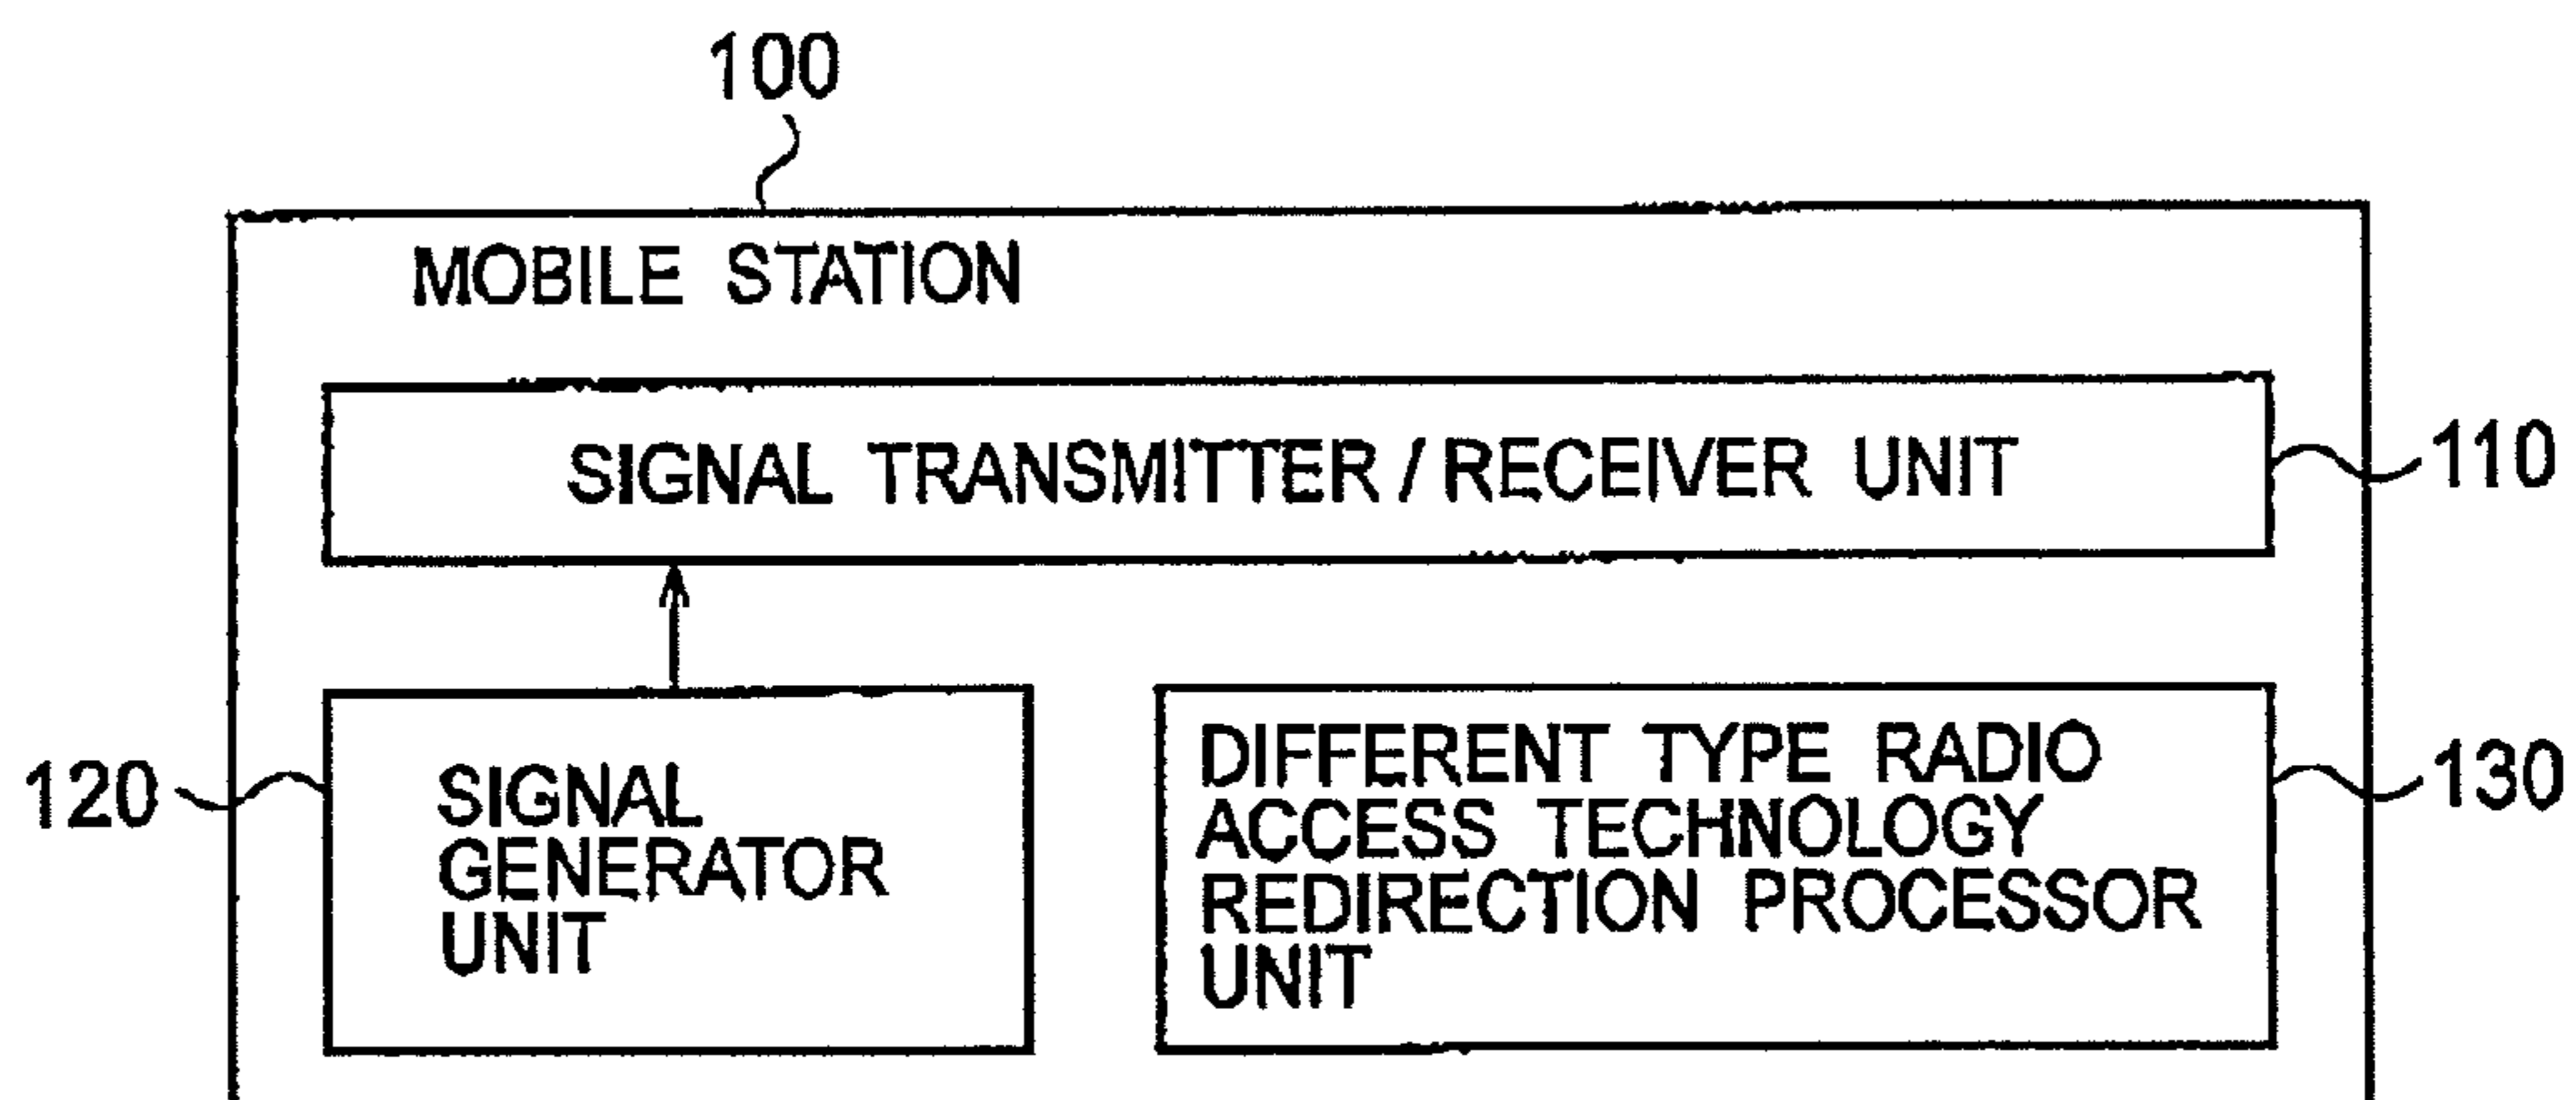 100
MOBILE STATION
SIGNAL TRANSMITTER / RECEIVER UNIT
110
120
SIGNAL
GENERATOR
UNIT
DIFFERENT TYPE RADIO
ACCESS TECHNOLOGY
REDIRECTION PROCESSOR
UNIT
130